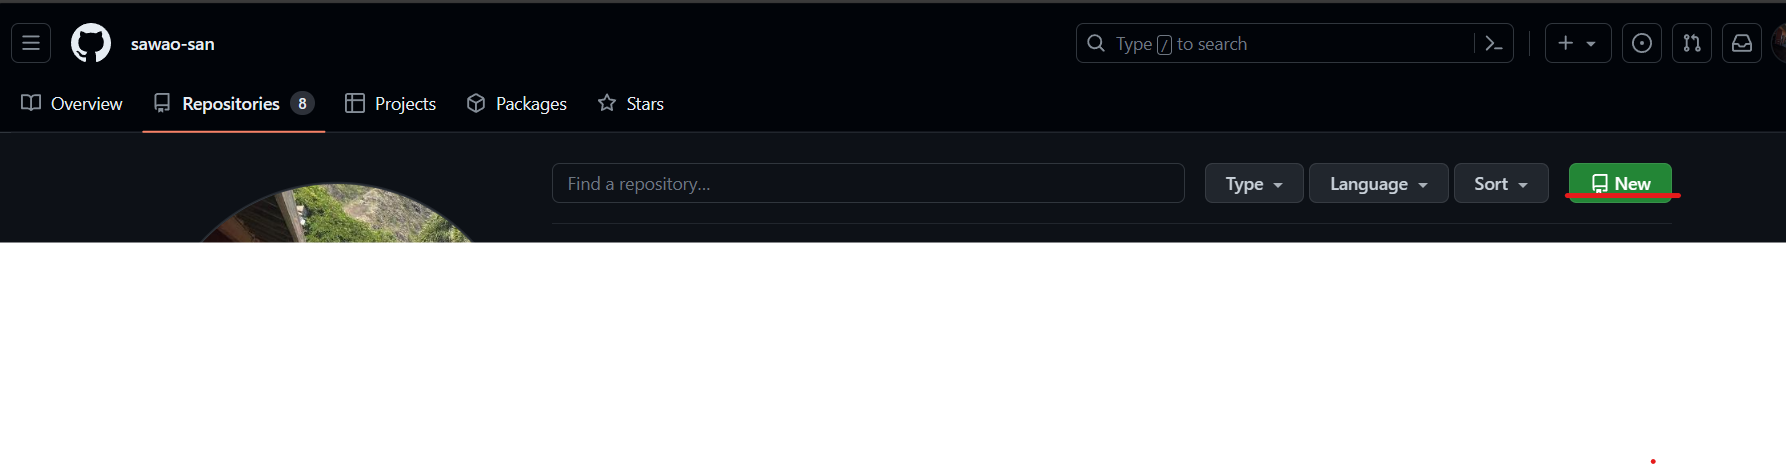 sawao-san
Type / to search
Overview Repositories 8 Projects Packages Stars
Find a repository... Type Language Sort New